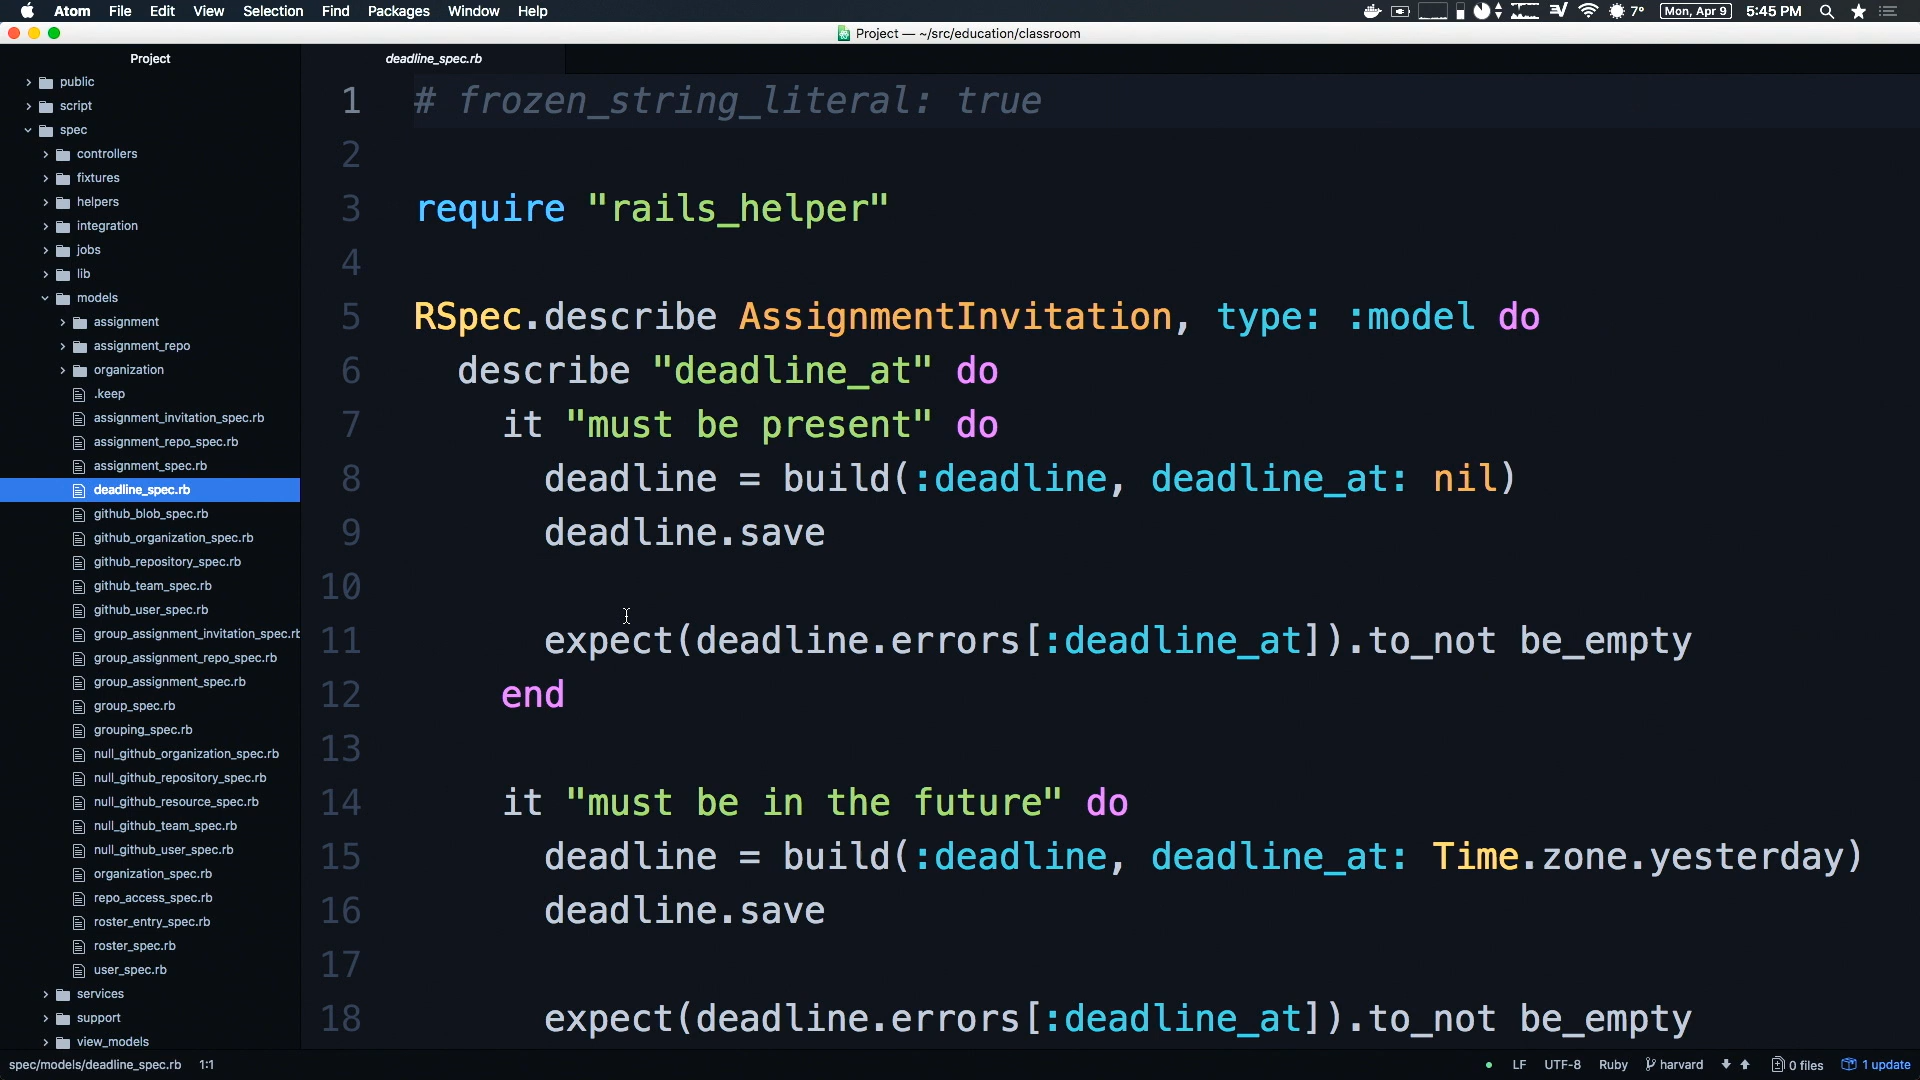 Atom File Edit View Selection Find Packages Window Help
7° Mon, Apr 9 5:45 PM
Project — ~/src/education/classroom
Project
public
script
spec
controllers
fixtures
helpers
integration
jobs
lib
models
assignment
assignment_repo
organization
.keep
assignment_invitation_spec.rb
assignment_repo_spec.rb
assignment_spec.rb
deadline_spec.rb
github_blob_spec.rb
github_organization_spec.rb
github_repository_spec.rb
github_team_spec.rb
github_user_spec.rb
group_assignment_invitation_spec.rb
group_assignment_repo_spec.rb
group_assignment_spec.rb
group_spec.rb
grouping_spec.rb
null_github_organization_spec.rb
null_github_repository_spec.rb
null_github_resource_spec.rb
null_github_team_spec.rb
null_github_user_spec.rb
organization_spec.rb
repo_access_spec.rb
roster_entry_spec.rb
roster_spec.rb
user_spec.rb
services
support
view_models
deadline_spec.rb
1 # frozen_string_literal: true
2
3 require "rails_helper"
4
5 RSpec.describe AssignmentInvitation, type: :model do
6 describe "deadline_at" do
7 it "must be present" do
8 deadline = build(:deadline, deadline_at: nil)
9 deadline.save
10
11 expect(deadline.errors[:deadline_at]).to_not be_empty
12 end
13
14 it "must be in the future" do
15 deadline = build(:deadline, deadline_at: Time.zone.yesterday)
16 deadline.save
17
18 expect(deadline.errors[:deadline_at]).to_not be_empty
spec/models/deadline_spec.rb 1:1
LF UTF-8 Ruby harvard 0 files 1 update